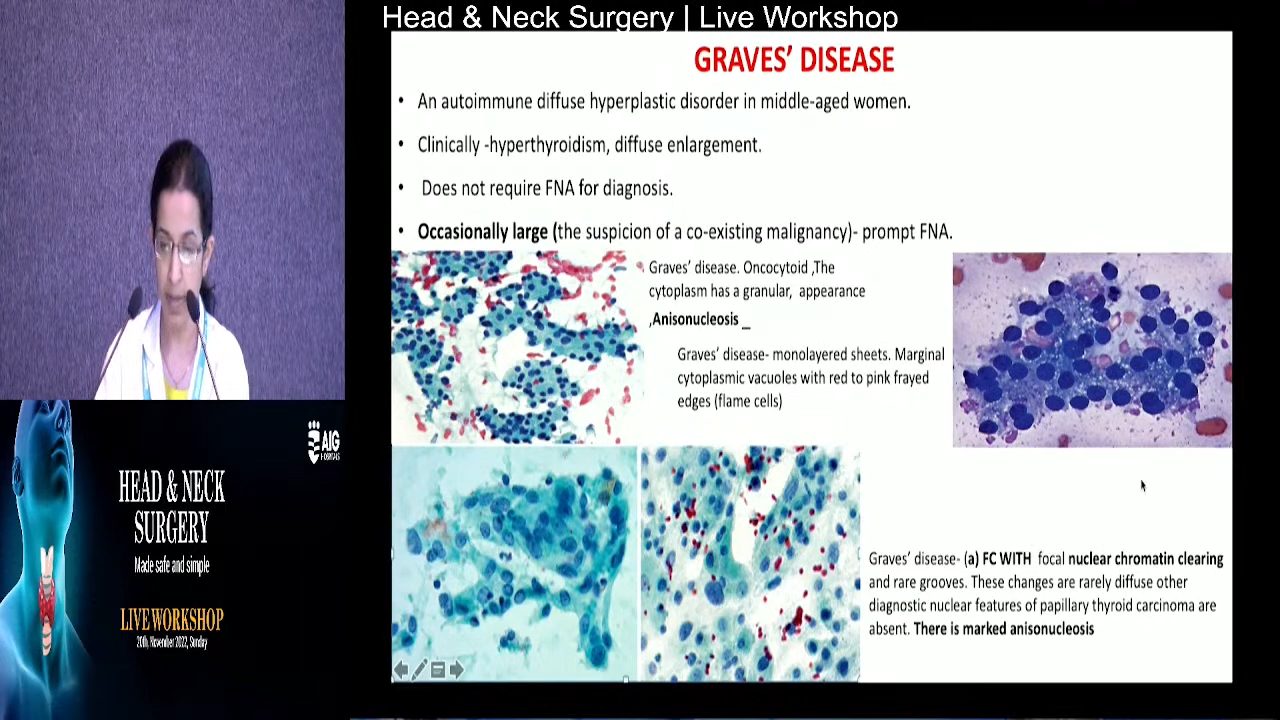 Head & Neck Surgery | Live Workshop
GRAVES' DISEASE
• An autoimmune diffuse hyperplastic disorder in middle-aged women.
• Clinically -hyperthyroidism, diffuse enlargement.
• Does not require FNA for diagnosis.
• Occasionally large (the suspicion of a co-existing malignancy)- prompt FNA.
Graves' disease. Oncocytoid ,The
cytoplasm has a granular, appearance
,Anisonucleosis _
Graves' disease- monolayered sheets. Marginal
cytoplasmic vacuoles with red to pink frayed
edges (flame cells)
Graves' disease- (a) FC WITH focal nuclear chromatin clearing
and rare grooves. These changes are rarely diffuse other
diagnostic nuclear features of papillary thyroid carcinoma are
absent. There is marked anisonucleosis
AIG
HOSPITALS
HEAD & NECK
SURGERY
Made safe and simple
LIVE WORKSHOP
20th, November 2022, Sunday